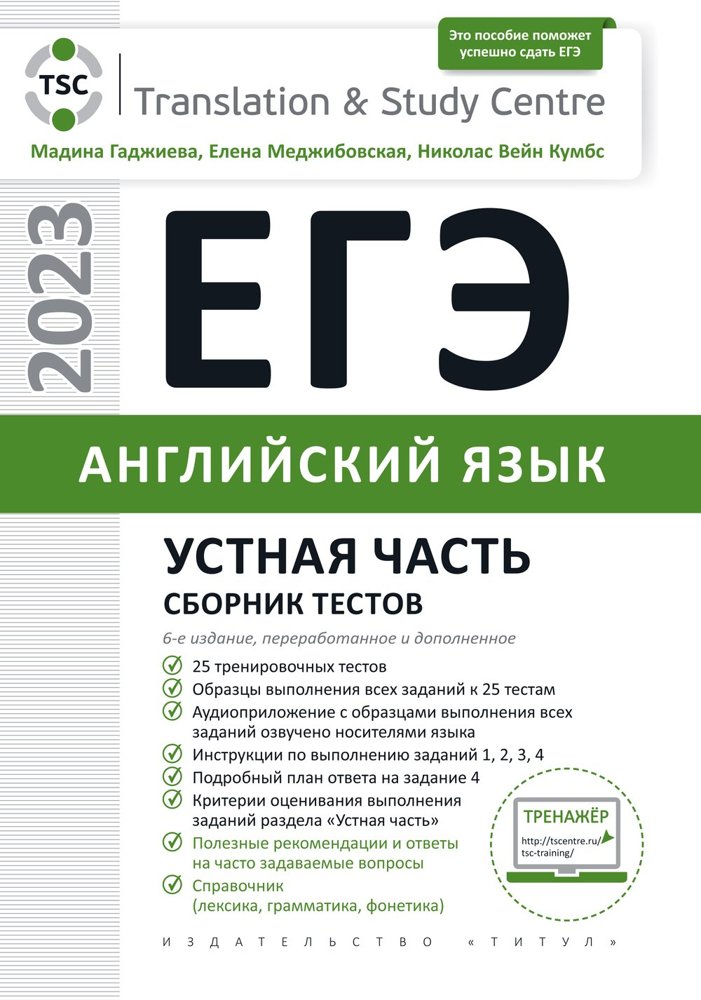 Это пособие поможет
успешно сдать ЕГЭ
TSC
Translation & Study Centre
Мадина Гаджиева, Елена Меджибовская, Николас Вейн Кумбс
2023
ЕГЭ
АНГЛИЙСКИЙ ЯЗЫК
УСТНАЯ ЧАСТЬ
СБОРНИК ТЕСТОВ
6-е издание, переработанное и дополненное
25 тренировочных тестов
Образцы выполнения всех заданий к 25 тестам
Аудиоприложение с образцами выполнения всех
заданий озвучено носителями языка
Инструкции по выполнению заданий 1, 2, 3, 4
Подробный план ответа на задание 4
Критерии оценивания выполнения
заданий раздела «Устная часть»
Полезные рекомендации и ответы
на часто задаваемые вопросы
Справочник
(лексика, грамматика, фонетика)
ТРЕНАЖЁР
http://tscentre.ru/
tsc-training/
ИЗДАТЕЛЬСТВО «ТИТУЛ»